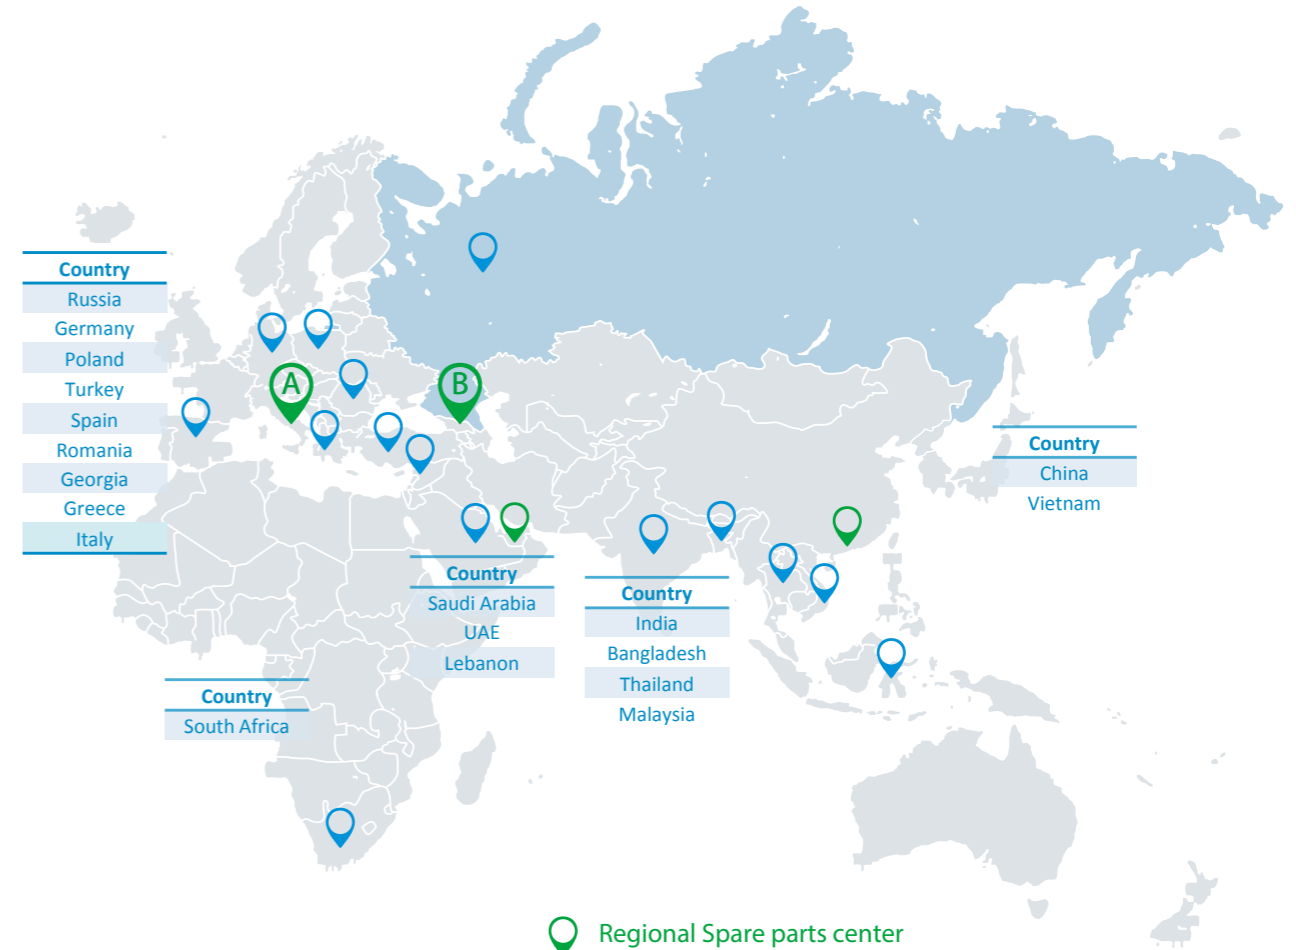 Country
Russia
Germany
Poland
Turkey
Spain
Romania
Georgia
Greece
Italy
A
B
Country
China
Vietnam
Country
Saudi Arabia
UAE
Lebanon
Country
India
Bangladesh
Thailand
Malaysia
Country
South Africa
Regional Spare parts center